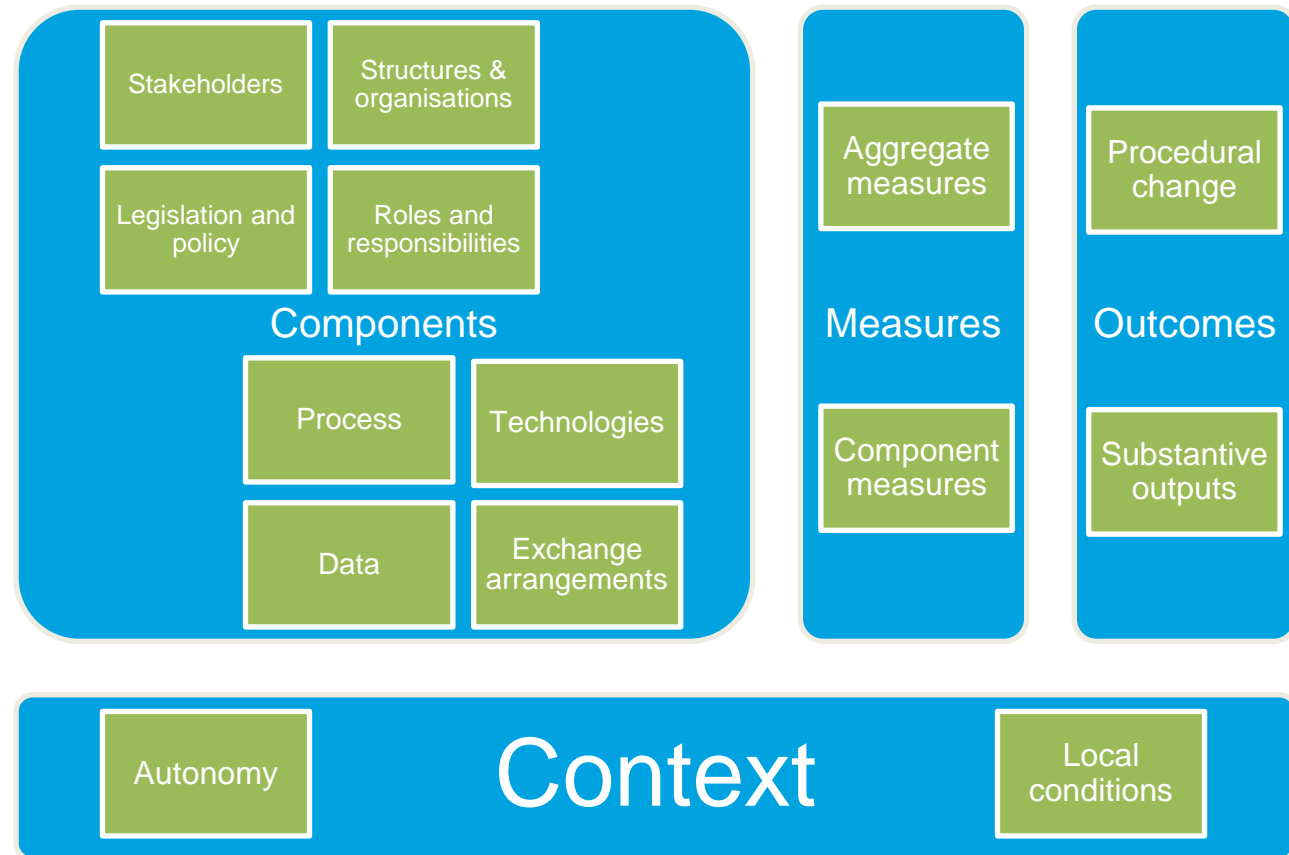 Stakeholders
Structures &
organisations
Legislation and
policy
Roles and
responsibilities
Components
Process
Technologies
Data
Exchange
arrangements
Aggregate
measures
Measures
Component
measures
Procedural
change
Outcomes
Substantive
outputs
Autonomy
Context
Local
conditions